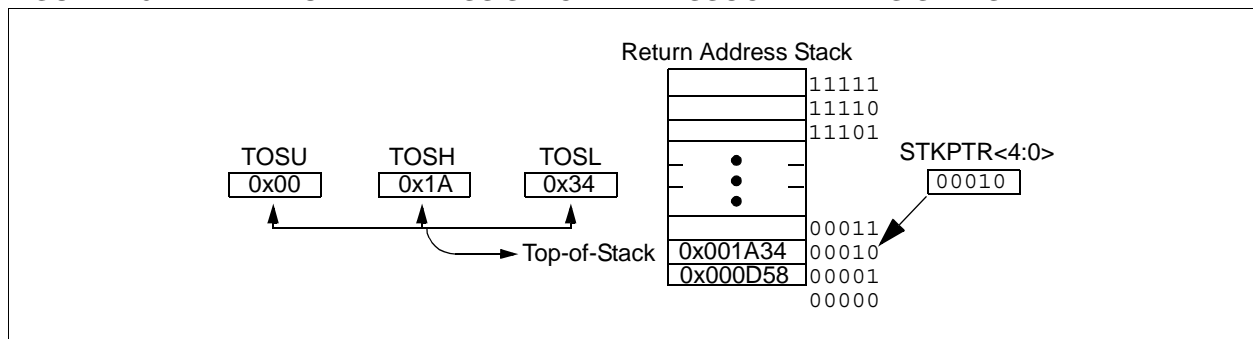 Return Address Stack
11111
11110
11101
TOSU TOSH TOSL
0x00 0x1A 0x34
STKPTR<4:0>
00010
00011
Top-of-Stack 0x001A34 00010
0x000D58 00001
00000